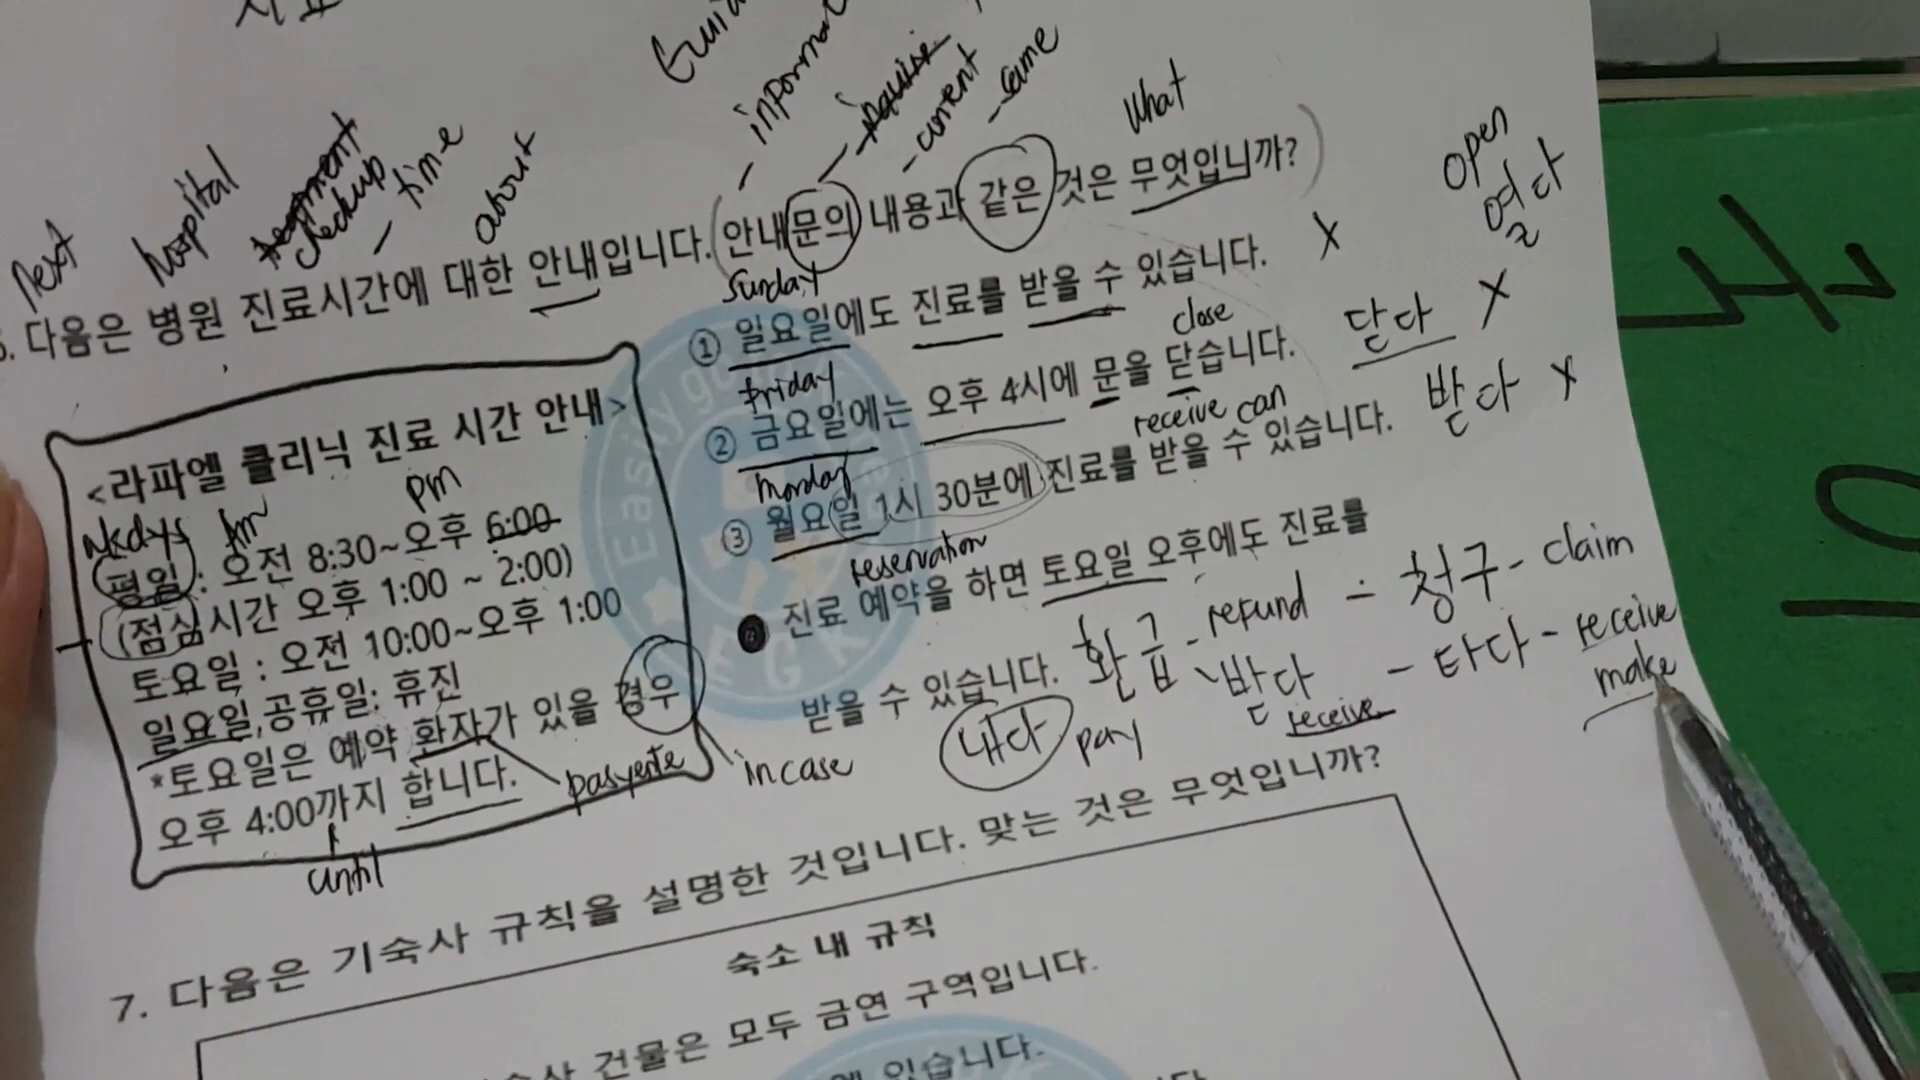 Next
hospital
checkup
- time
about
- inquire
- content
- same
What
6. 다음은 병원 진료시간에 대한 안내입니다. (안내문의 내용과 같은 것은 무엇입니까?)
<라파엘 클리닉 진료 시간 안내>
wkdys Am pm
평일 : 오전 8:30~오후 6:00
(점심시간 오후 1:00 ~ 2:00)
토요일 : 오전 10:00~오후 1:00
일요일,공휴일: 휴진
*토요일은 예약 환자가 있을 경우
오후 4:00까지 합니다.
until
pasyente
incase
Sunday
① 일요일에도 진료를 받을 수 있습니다. X
friday close
② 금요일에는 오후 4시에 문을 닫습니다. 닫다 X
monday receive can
③ 월요일 1시 30분에 진료를 받을 수 있습니다. 받다 X
reservation
진료 예약을 하면 토요일 오후에도 진료를
받을 수 있습니다.
open
열다
환급 - refund - 청구 - claim
받다 - 타다 - receive
receive make
내다 pay
7. 다음은 기숙사 규칙을 설명한 것입니다. 맞는 것은 무엇입니까?
숙소 내 규칙
건물은 모두 금연 구역입니다.
있습니다.
Easily
E G K